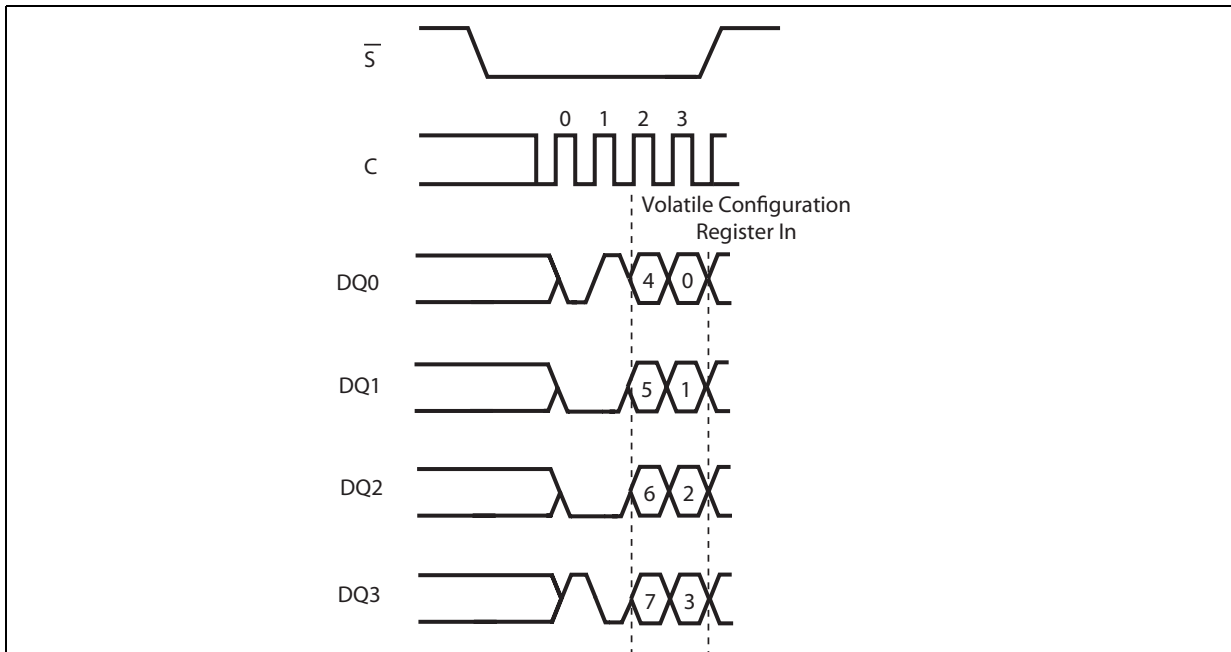 S
0 1 2 3
C
Volatile Configuration
Register In
DQ0 4 0
DQ1 5 1
DQ2 6 2
DQ3 7 3